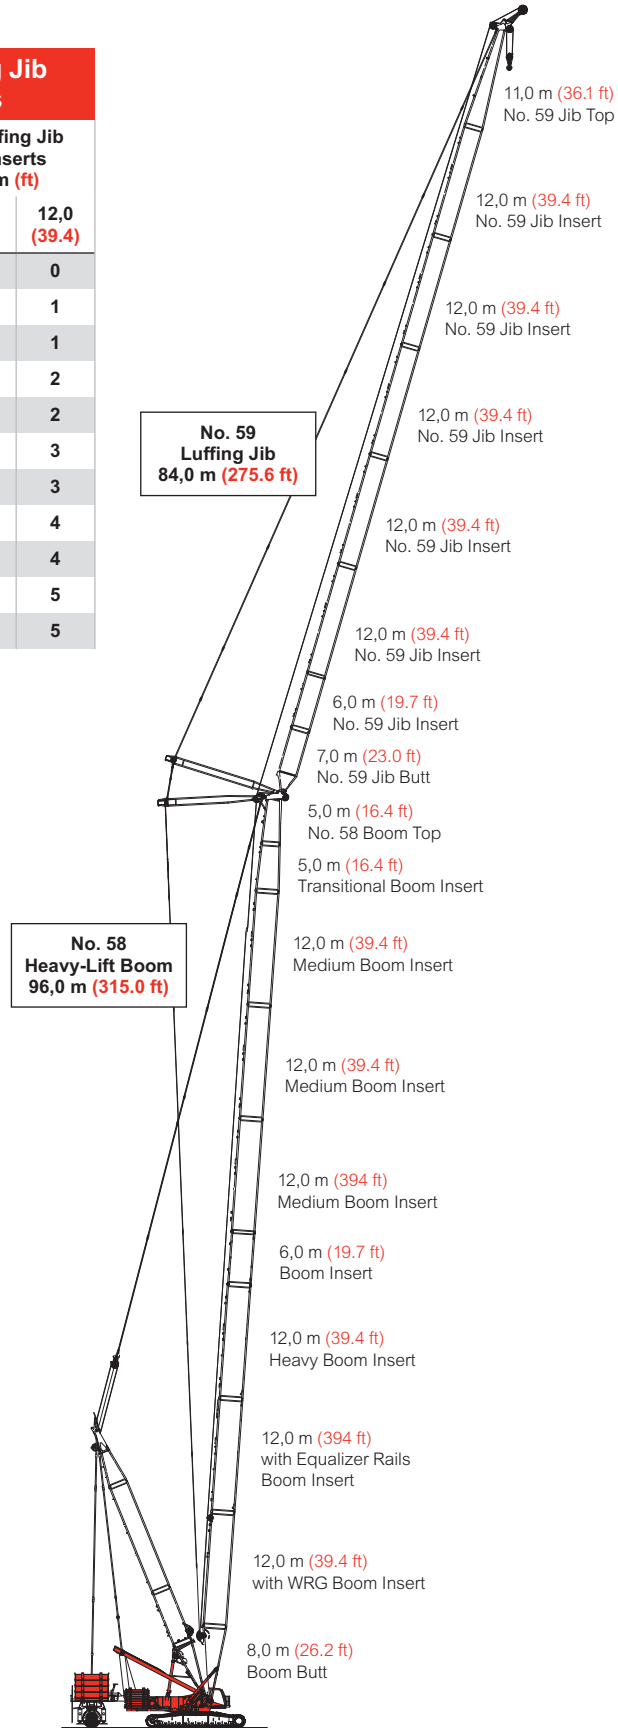 Jib
fing Jib
serts
(ft)
12,0
(39.4)
0
1
1
2
2
3
3
4
4
5
5
11,0 m (36.1 ft)
No. 59 Jib Top
12,0 m (39.4 ft)
No. 59 Jib Insert
12,0 m (39.4 ft)
No. 59 Jib Insert
12,0 m (39.4 ft)
No. 59 Jib Insert
No. 59
Luffing Jib
84,0 m (275.6 ft)
12,0 m (39.4 ft)
No. 59 Jib Insert
12,0 m (39.4 ft)
No. 59 Jib Insert
6,0 m (19.7 ft)
No. 59 Jib Insert
7,0 m (23.0 ft)
No. 59 Jib Butt
5,0 m (16.4 ft)
No. 58 Boom Top
5,0 m (16.4 ft)
Transitional Boom Insert
No. 58
Heavy-Lift Boom
96,0 m (315.0 ft)
12,0 m (39.4 ft)
Medium Boom Insert
12,0 m (39.4 ft)
Medium Boom Insert
12,0 m (394 ft)
Medium Boom Insert
6,0 m (19.7 ft)
Boom Insert
12,0 m (39.4 ft)
Heavy Boom Insert
12,0 m (394 ft)
with Equalizer Rails
Boom Insert
12,0 m (39.4 ft)
with WRG Boom Insert
8,0 m (26.2 ft)
Boom Butt